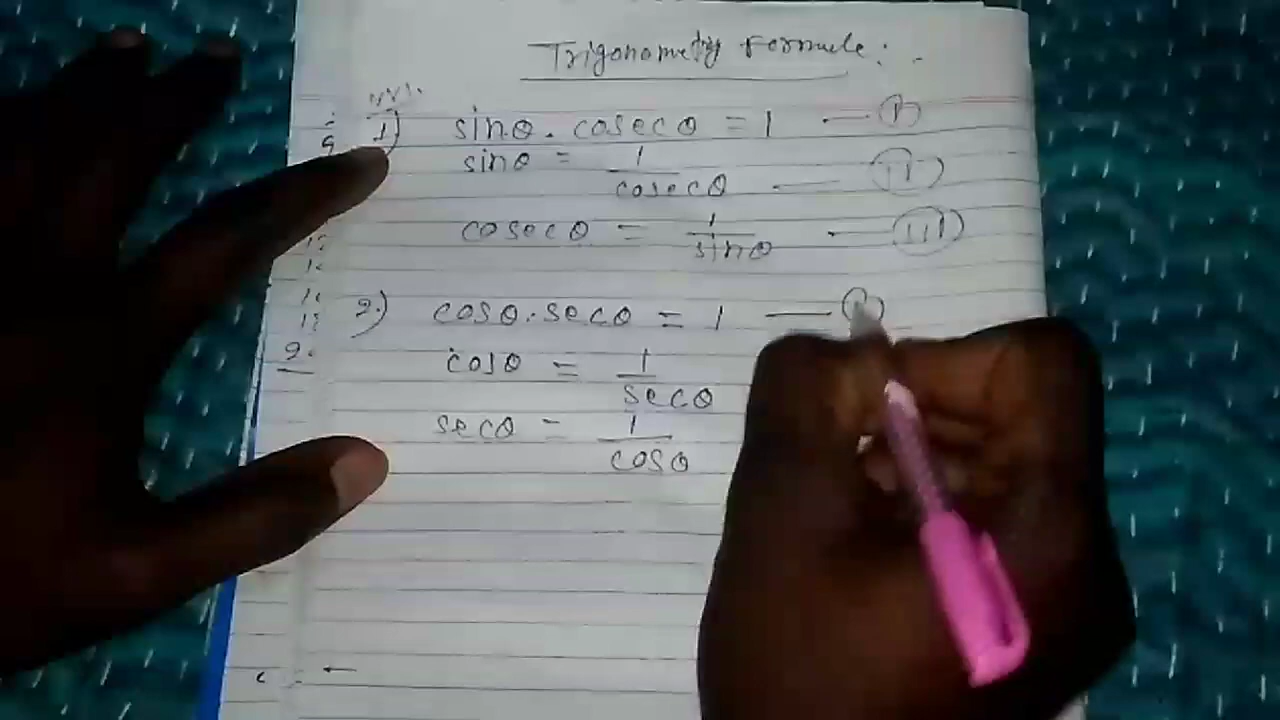 Trigonometry Formule:
1) sinθ . cosecθ = 1 — (i)
sinθ = 1/cosecθ — (ii)
cosecθ = 1/sinθ — (iii)
2.) cosθ . secθ = 1 —
cosθ = 1/secθ
secθ = 1/cosθ